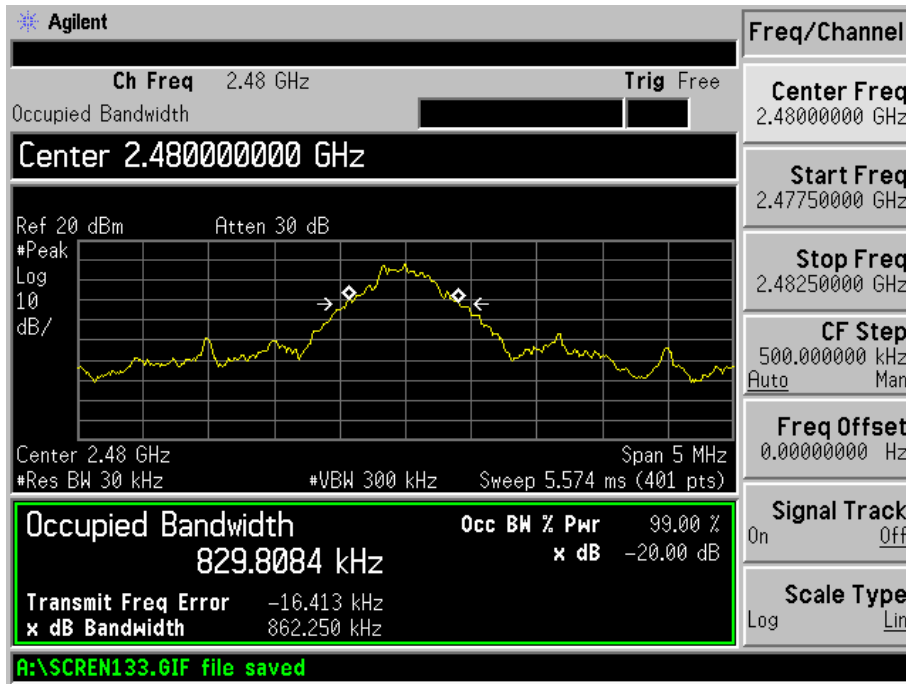 Agilent
Freq/Channel
Ch Freq 2.48 GHz Trig Free
Occupied Bandwidth
Center 2.480000000 GHz
Ref 20 dBm Atten 30 dB
#Peak
Log
10
dB/
Center 2.48 GHz Span 5 MHz
#Res BW 30 kHz #VBW 300 kHz Sweep 5.574 ms (401 pts)
Occupied Bandwidth
829.8084 kHz
Occ BW % Pwr 99.00 %
x dB -20.00 dB
Transmit Freq Error -16.413 kHz
x dB Bandwidth 862.250 kHz
A:\SCREN133.GIF file saved
Center Freq
2.48000000 GHz
Start Freq
2.47750000 GHz
Stop Freq
2.48250000 GHz
CF Step
500.000000 kHz
Auto Man
Freq Offset
0.00000000 Hz
Signal Track
On Off
Scale Type
Log Lin